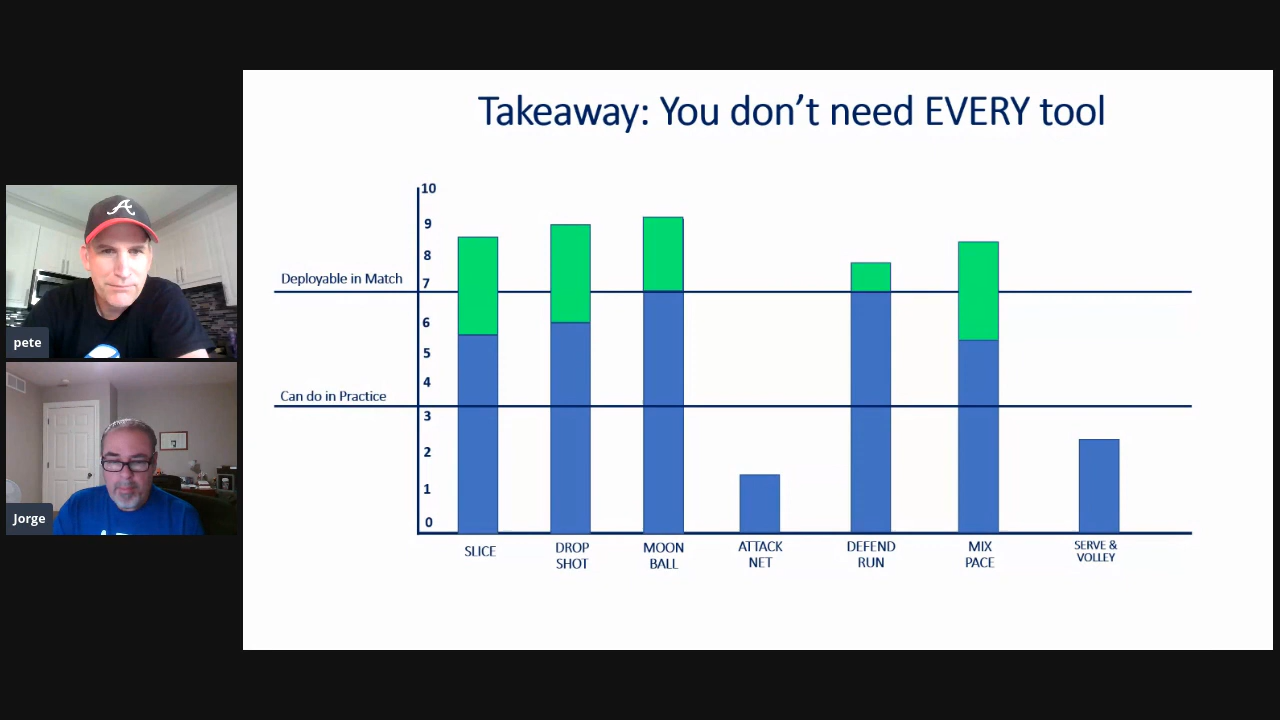 Takeaway: You don’t need EVERY tool
10
9
8
Deployable in Match
7
6
5
4
Can do in Practice
3
2
1
0
SLICE
DROP
SHOT
MOON
BALL
ATTACK
NET
DEFEND
RUN
MIX
PACE
SERVE &
VOLLEY
A
pete
Jorge